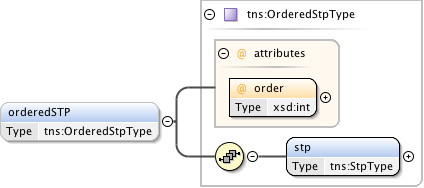 tns:OrderedStpType
@ attributes
@ order
Type xsd:int
orderedSTP
Type tns:OrderedStpType
stp
Type tns:StpType